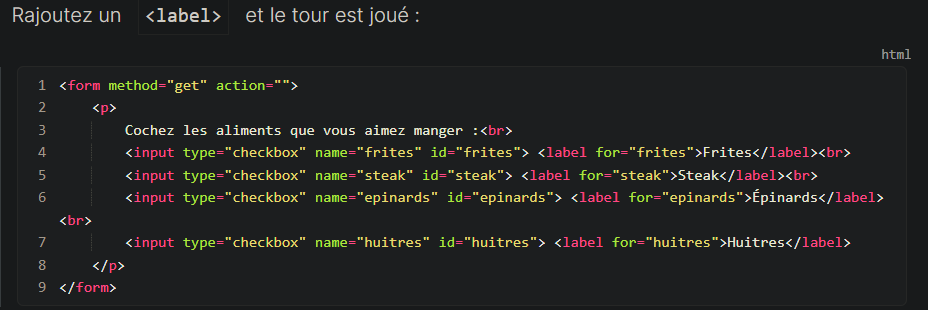 Rajoutez un <label> et le tour est joué :
html
1 <form method="get" action="">
2     <p>
3         Cochez les aliments que vous aimez manger :<br>
4         <input type="checkbox" name="frites" id="frites"> <label for="frites">Frites</label><br>
5         <input type="checkbox" name="steak" id="steak"> <label for="steak">Steak</label><br>
6         <input type="checkbox" name="epinards" id="epinards"> <label for="epinards">Épinards</label>
<br>
7         <input type="checkbox" name="huitres" id="huitres"> <label for="huitres">Huitres</label>
8     </p>
9 </form>